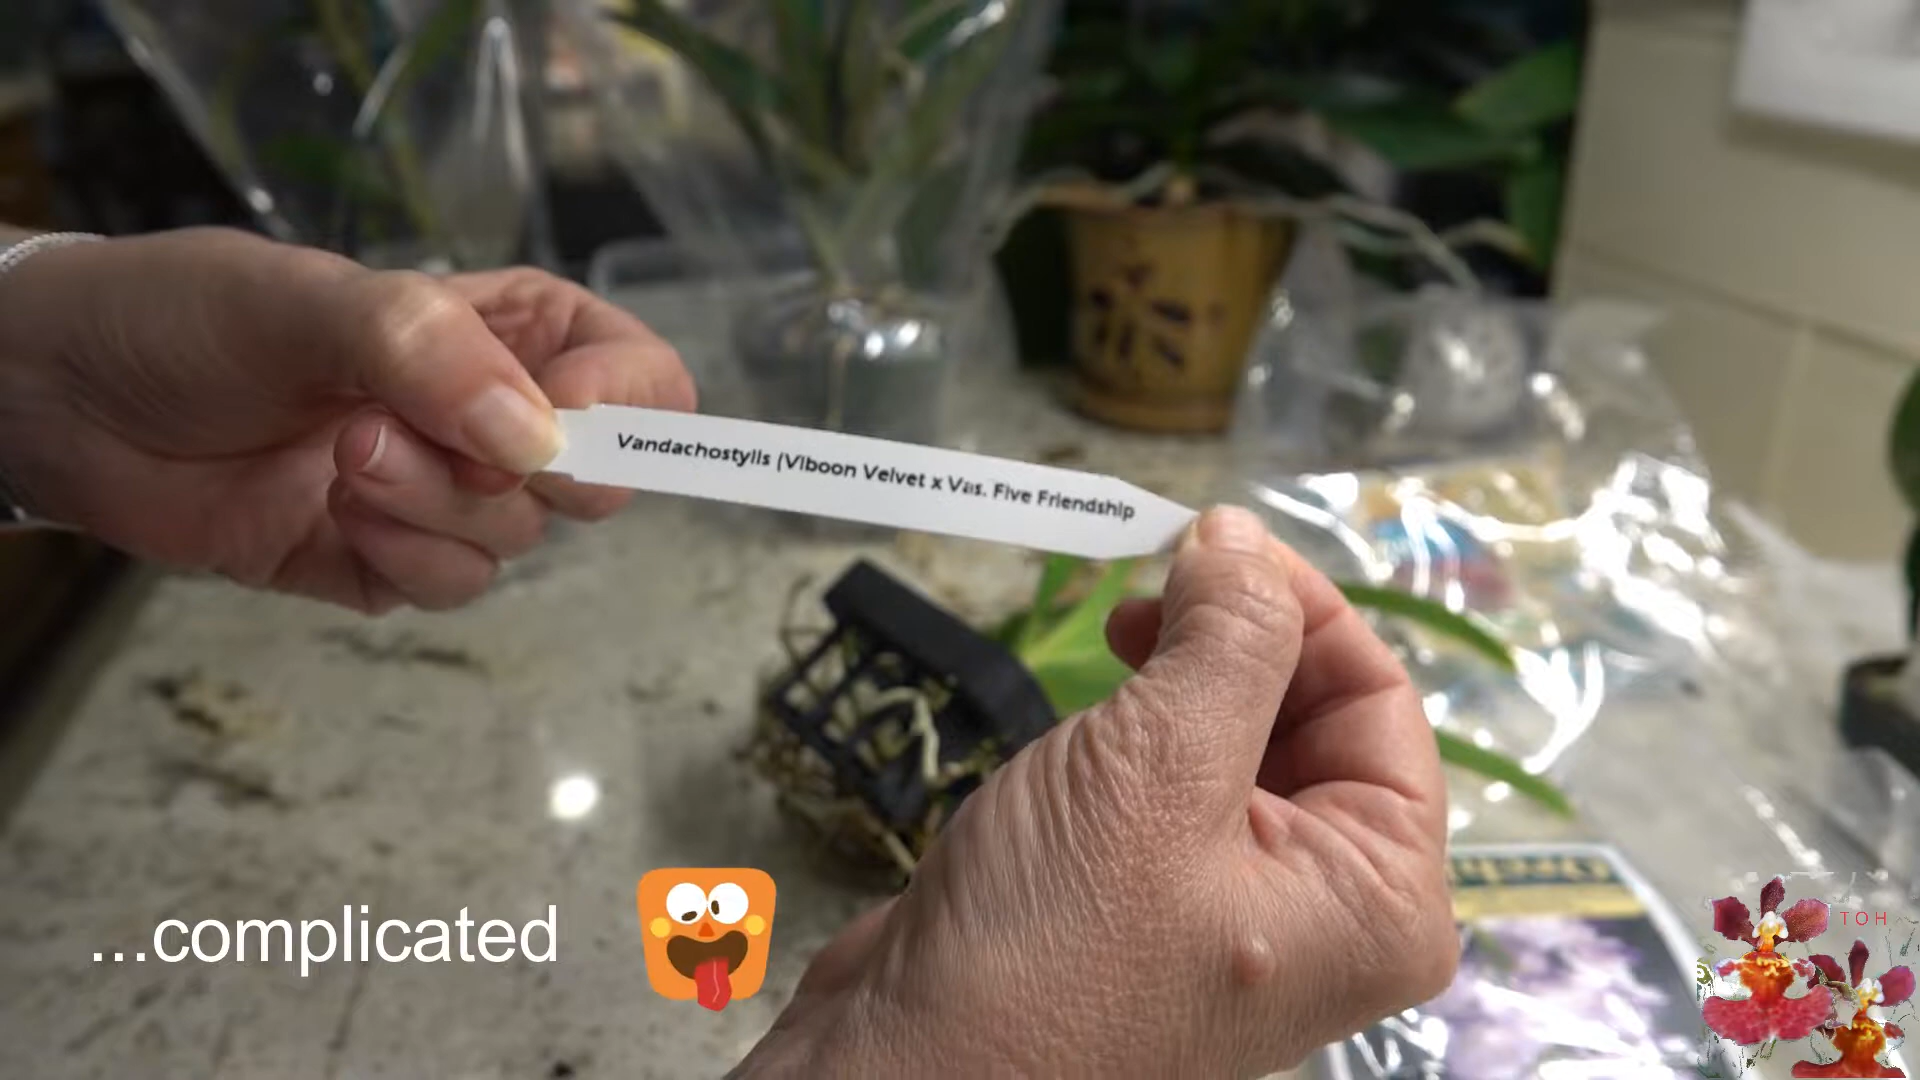 Vandachostylis (Viboon Velvet x Vas. Five Friendship
...complicated
TOH